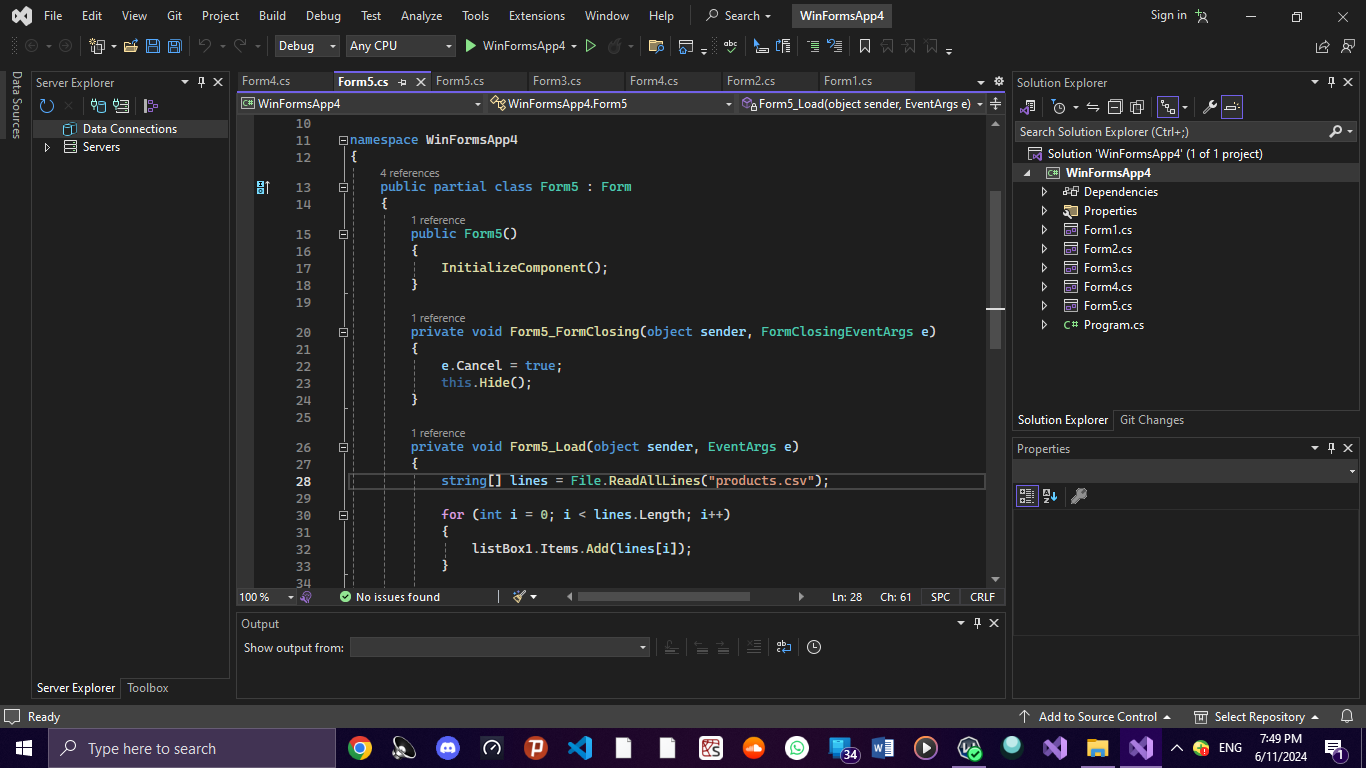 File Edit View Git Project Build Debug Test Analyze Tools Extensions Window Help Search WinFormsApp4 Sign in
Debug Any CPU WinFormsApp4
Data Sources
Server Explorer
Data Connections
Servers
Server Explorer Toolbox
Form4.cs Form5.cs Form5.cs Form3.cs Form4.cs Form2.cs Form1.cs
WinFormsApp4 WinFormsApp4.Form5 Form5_Load(object sender, EventArgs e)
10
11 namespace WinFormsApp4
12 {
4 references
13 public partial class Form5 : Form
14 {
1 reference
15 public Form5()
16 {
17 InitializeComponent();
18 }
19
1 reference
20 private void Form5_FormClosing(object sender, FormClosingEventArgs e)
21 {
22 e.Cancel = true;
23 this.Hide();
24 }
25
1 reference
26 private void Form5_Load(object sender, EventArgs e)
27 {
28 string[] lines = File.ReadAllLines("products.csv");
29
30 for (int i = 0; i < lines.Length; i++)
31 {
32 listBox1.Items.Add(lines[i]);
33 }
34
100 % No issues found Ln: 28 Ch: 61 SPC CRLF
Output
Show output from:
Solution Explorer
Search Solution Explorer (Ctrl+;)
Solution 'WinFormsApp4' (1 of 1 project)
WinFormsApp4
Dependencies
Properties
Form1.cs
Form2.cs
Form3.cs
Form4.cs
Form5.cs
C# Program.cs
Solution Explorer Git Changes
Properties
Ready Add to Source Control Select Repository
Type here to search 34 ENG 7:49 PM
6/11/2024 1